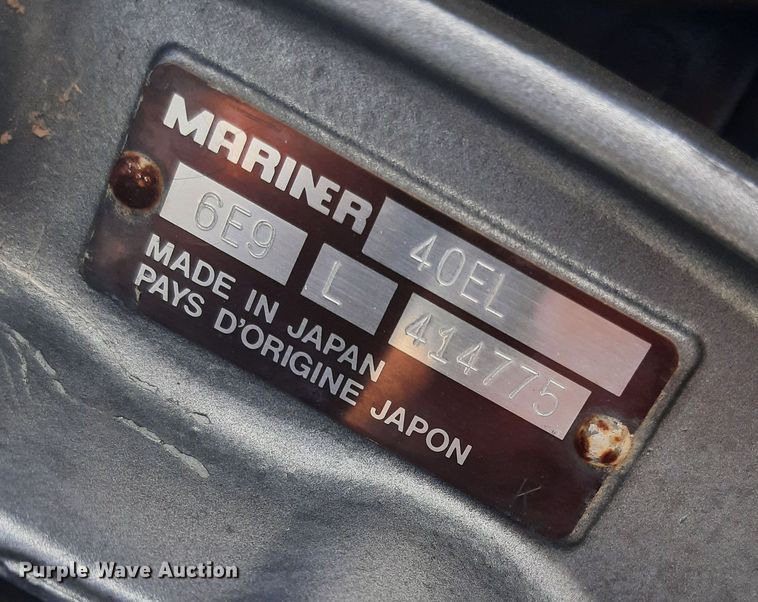 MARINER 40EL
6E9 L 414775
MADE IN JAPAN
PAYS D'ORIGINE JAPON
K
Purple Wave Auction